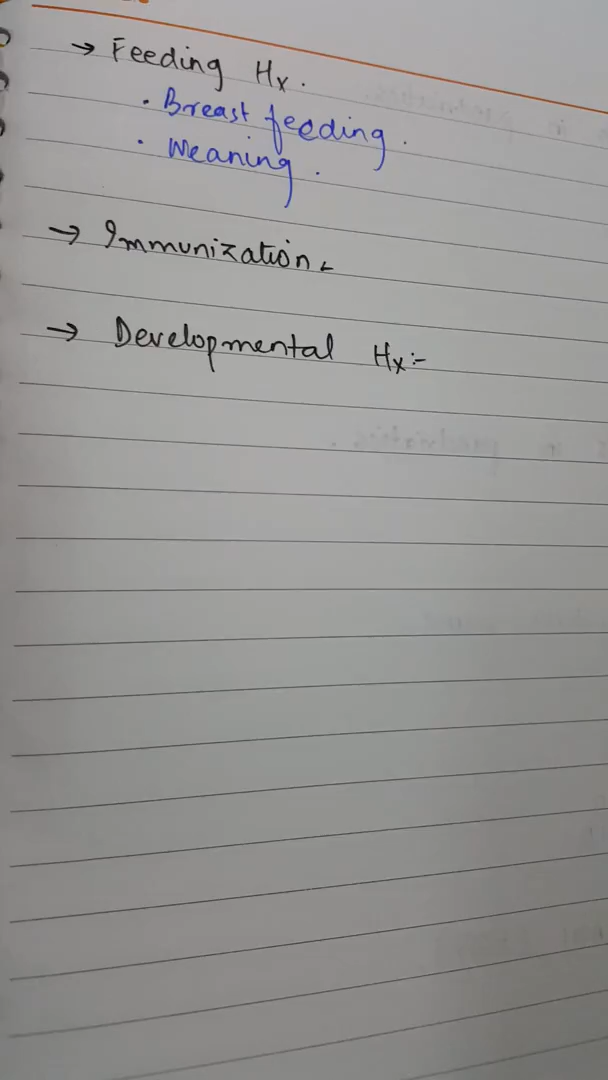 → Feeding Hx.
• Breast feeding.
• Weaning.
→ Immunization.
→ Developmental Hx:-